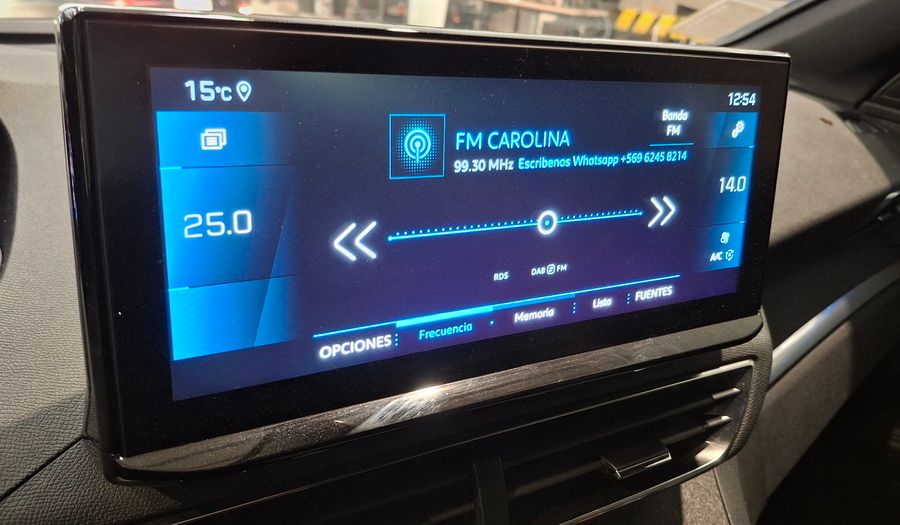 15°C
12:54
Banda
FM
FM CAROLINA
99.30 MHz Escribenos Whatsapp +569 6245 8214
25.0
14.0
A/C
RDS DAB FM
OPCIONES Frecuencia Memoria Lista FUENTES